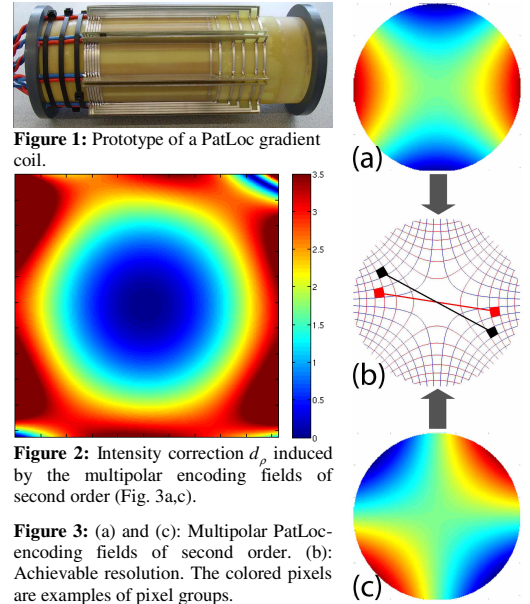 Figure 1: Prototype of a PatLoc gradient
coil.
3.5
3
2.5
2
1.5
1
0.5
0
Figure 2: Intensity correction dρ induced
by the multipolar encoding fields of
second order (Fig. 3a,c).
Figure 3: (a) and (c): Multipolar PatLoc-
encoding fields of second order. (b):
Achievable resolution. The colored pixels
are examples of pixel groups.
(a)
(b)
(c)